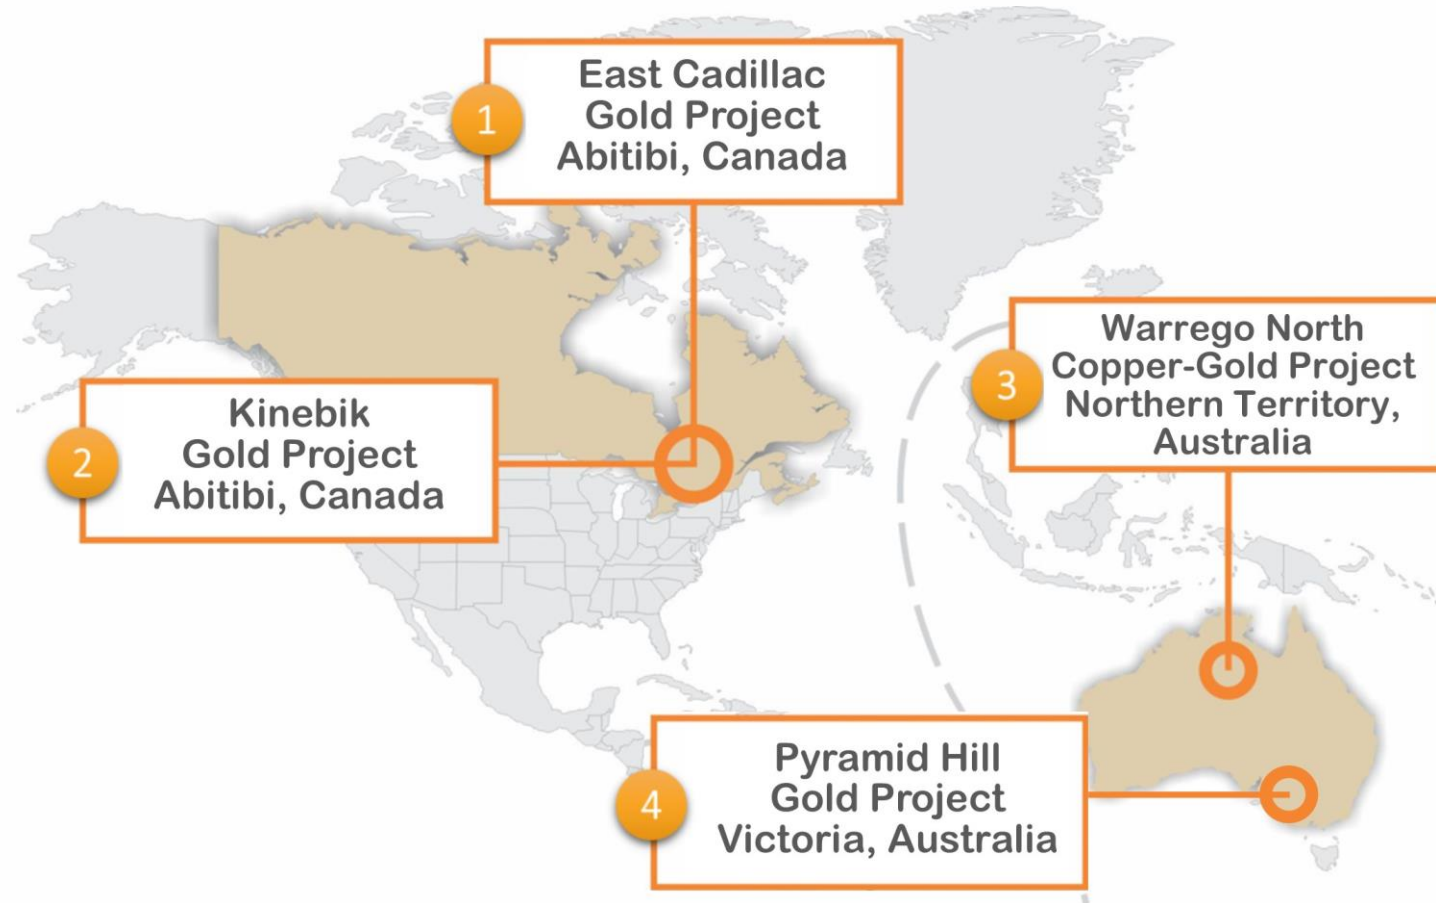 1
East Cadillac
Gold Project
Abitibi, Canada
2
Kinebik
Gold Project
Abitibi, Canada
3
Warrego North
Copper-Gold Project
Northern Territory,
Australia
4
Pyramid Hill
Gold Project
Victoria, Australia